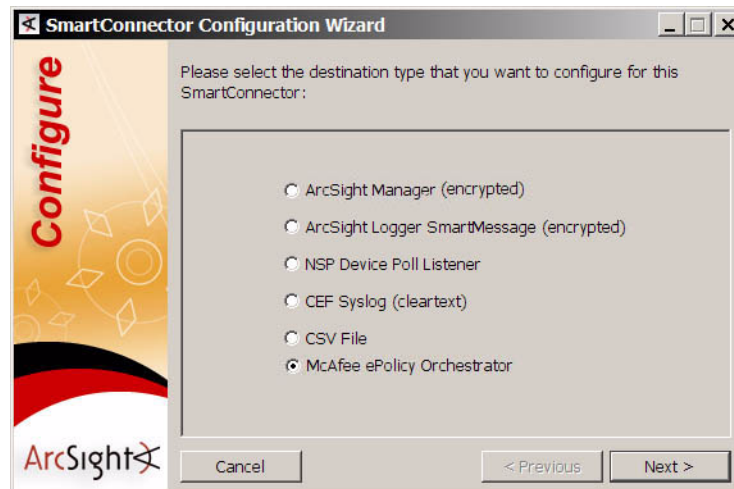 SmartConnector Configuration Wizard
Configure
Please select the destination type that you want to configure for this
SmartConnector:
ArcSight Manager (encrypted)
ArcSight Logger SmartMessage (encrypted)
NSP Device Poll Listener
CEF Syslog (cleartext)
CSV File
McAfee ePolicy Orchestrator
ArcSight
Cancel
< Previous
Next >